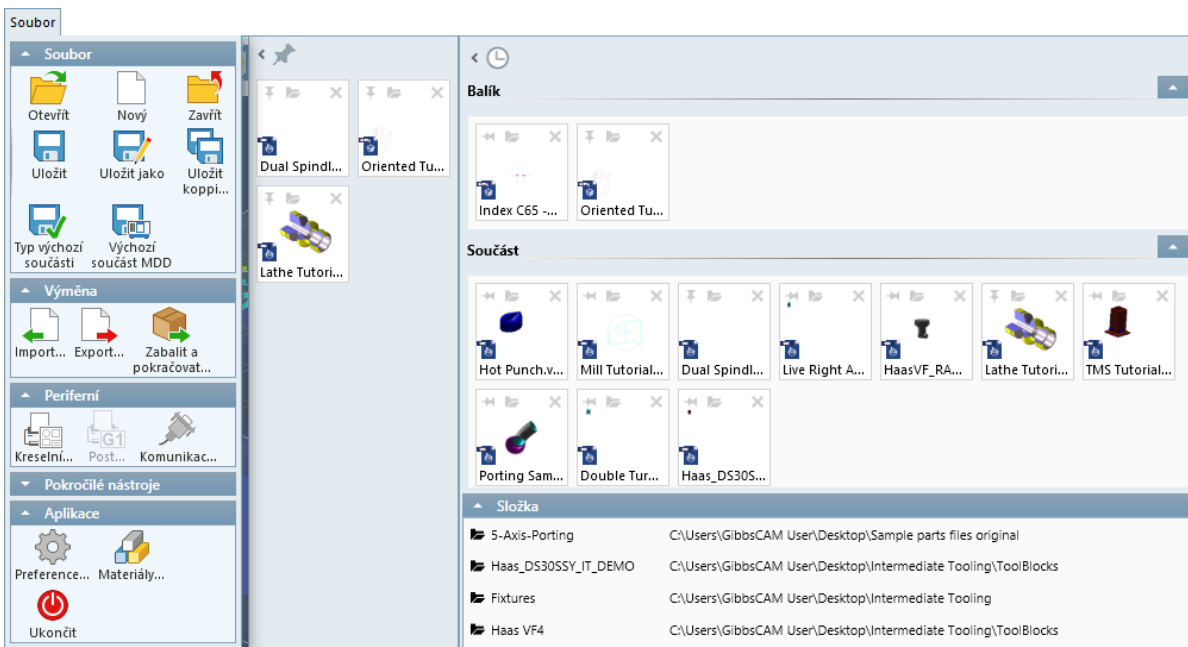 Soubor
Soubor
Otevřít
Nový
Zavřít
Uložit
Uložit jako
Uložit
koppi...
Typ výchozí
součásti
Výchozí
součást MDD
Výměna
Import...
Export...
Zabalit a
pokračovat...
Periferní
Kreselní...
G1
Post...
Komunikac...
Pokročilé nástroje
Aplikace
Preference...
Materiály...
Ukončit
Dual Spindl...
Oriented Tu...
Lathe Tutori...
Balík
Index C65 -...
Oriented Tu...
Součást
Hot Punch.v...
Mill Tutorial...
Dual Spindl...
Live Right A...
HaasVF_RA...
Lathe Tutori...
TMS Tutorial...
Porting Sam...
Double Tur...
Haas_DS30S...
Složka
5-Axis-Porting C:\Users\GibbsCAM User\Desktop\Sample parts files original
Haas_DS30SSY_IT_DEMO C:\Users\GibbsCAM User\Desktop\Intermediate Tooling\ToolBlocks
Fixtures C:\Users\GibbsCAM User\Desktop\Intermediate Tooling
Haas VF4 C:\Users\GibbsCAM User\Desktop\Intermediate Tooling\ToolBlocks